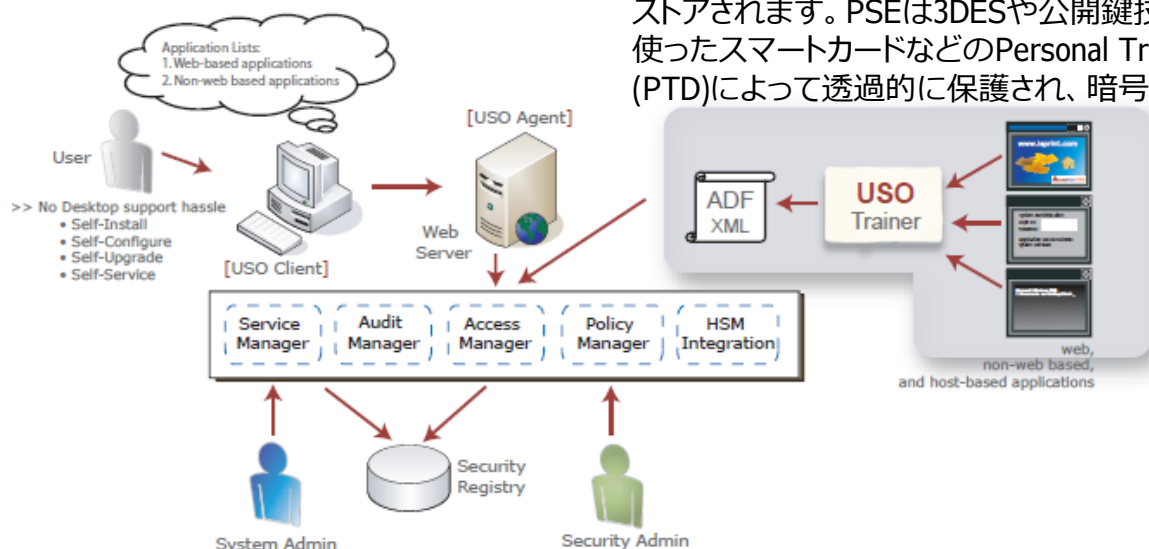 ストアされます。PSEは3DESや公開鍵技
使ったスマートカードなどのPersonal Tr
(PTD)によって透過的に保護され、暗号
Application Lists:
1. Web-based applications
2. Non-web based applications
User
>> No Desktop support hassle
• Self-Install
• Self-Configure
• Self-Upgrade
• Self-Service
[USO Client]
[USO Agent]
Web
Server
ADF
XML
USO
Trainer
web,
non-web based,
and host-based applications
Service
Manager
Audit
Manager
Access
Manager
Policy
Manager
HSM
Integration
Security
Registry
System Admin
Security Admin